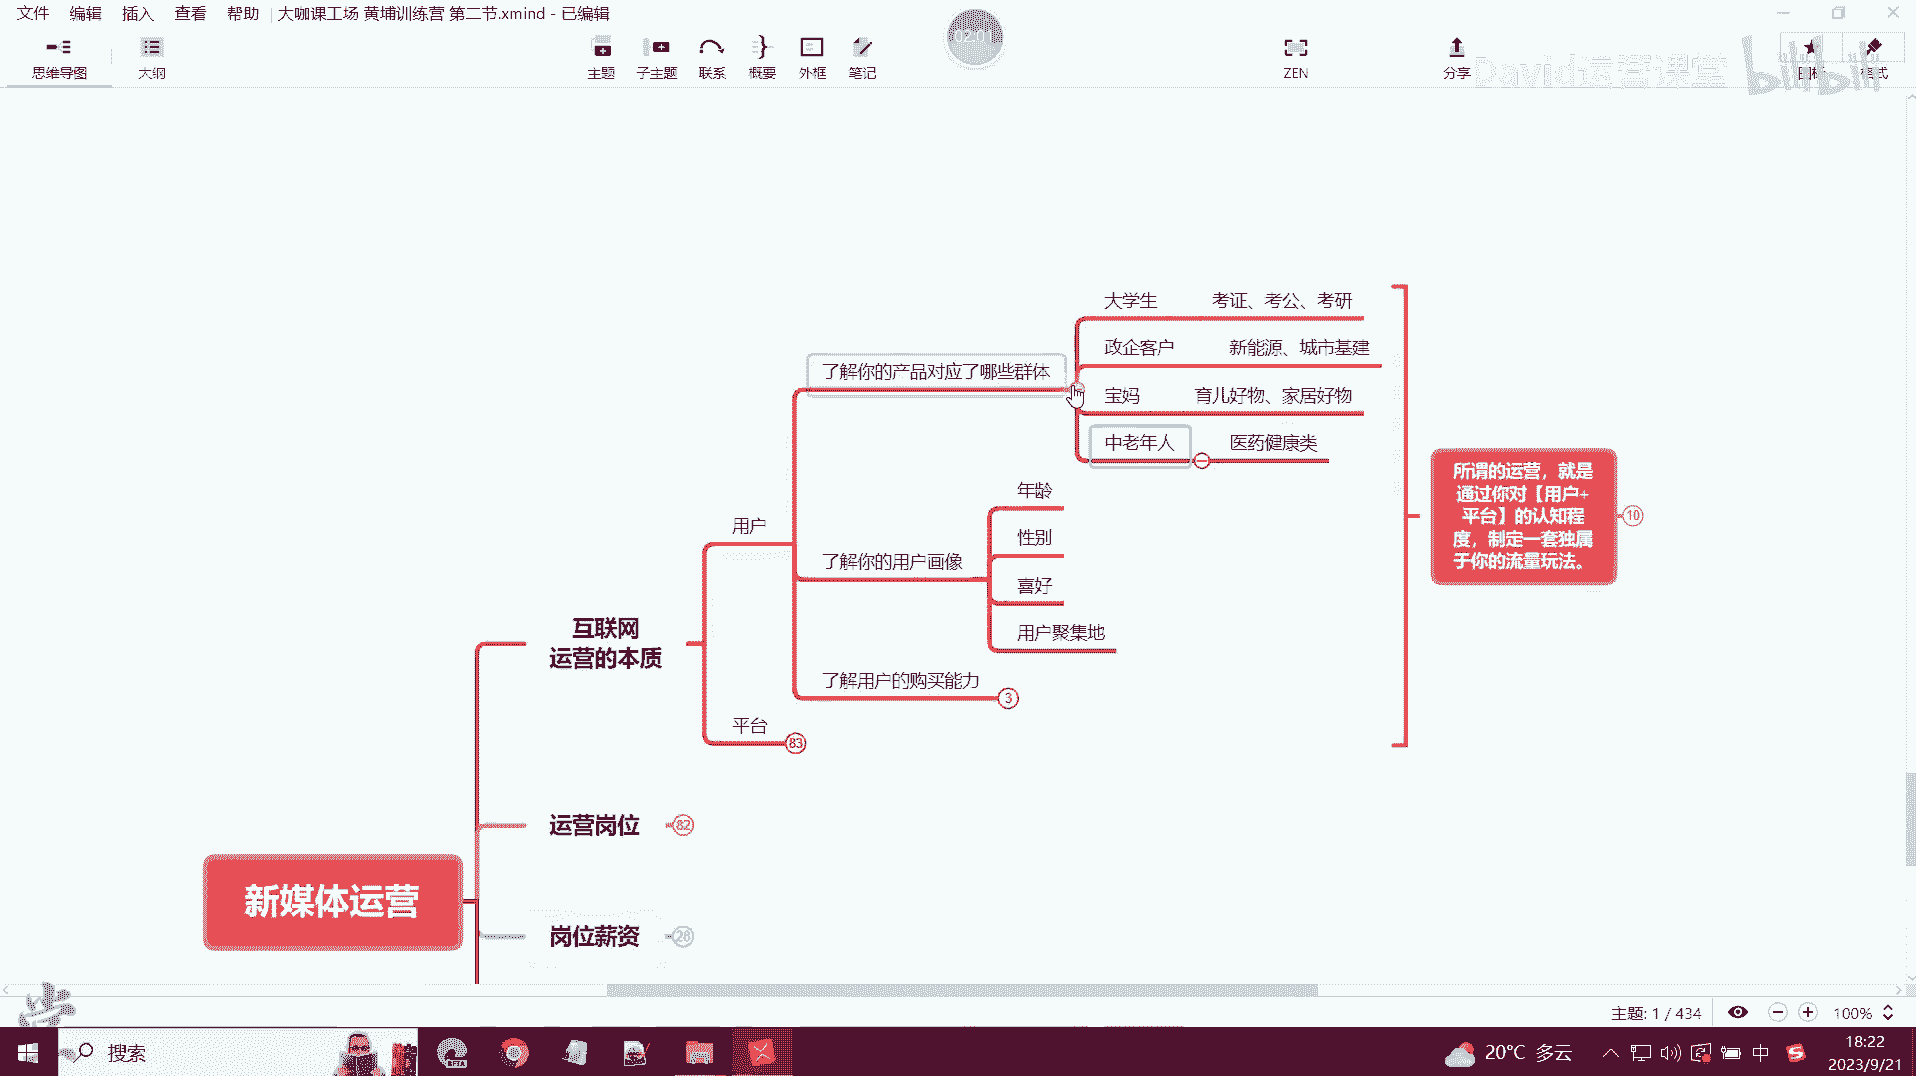 文件 编辑 插入 查看 帮助 大咖课工场 黄埔训练营 第二节.xmind - 已编辑
02:01
思维导图 大纲 主题 子主题 联系 概要 外框 笔记 ZEN 分享 图标 格式
David运营课堂 bilibili
大学生 考证、考公、考研
政企客户 新能源、城市基建
了解你的产品对应了哪些群体
宝妈 育儿好物、家居好物
中老年人 医药健康类
所谓的运营，就是
通过你对【用户+
平台】的认知程
度，制定一套独属
于你的流量玩法。
10
年龄
用户
性别
了解你的用户画像
喜好
用户聚集地
互联网
运营的本质
了解用户的购买能力 3
平台 83
运营岗位 82
新媒体运营
岗位薪资 28
主题: 1 / 434 100%
搜索
BETA
20°C 多云
中
18:22
2023/9/21